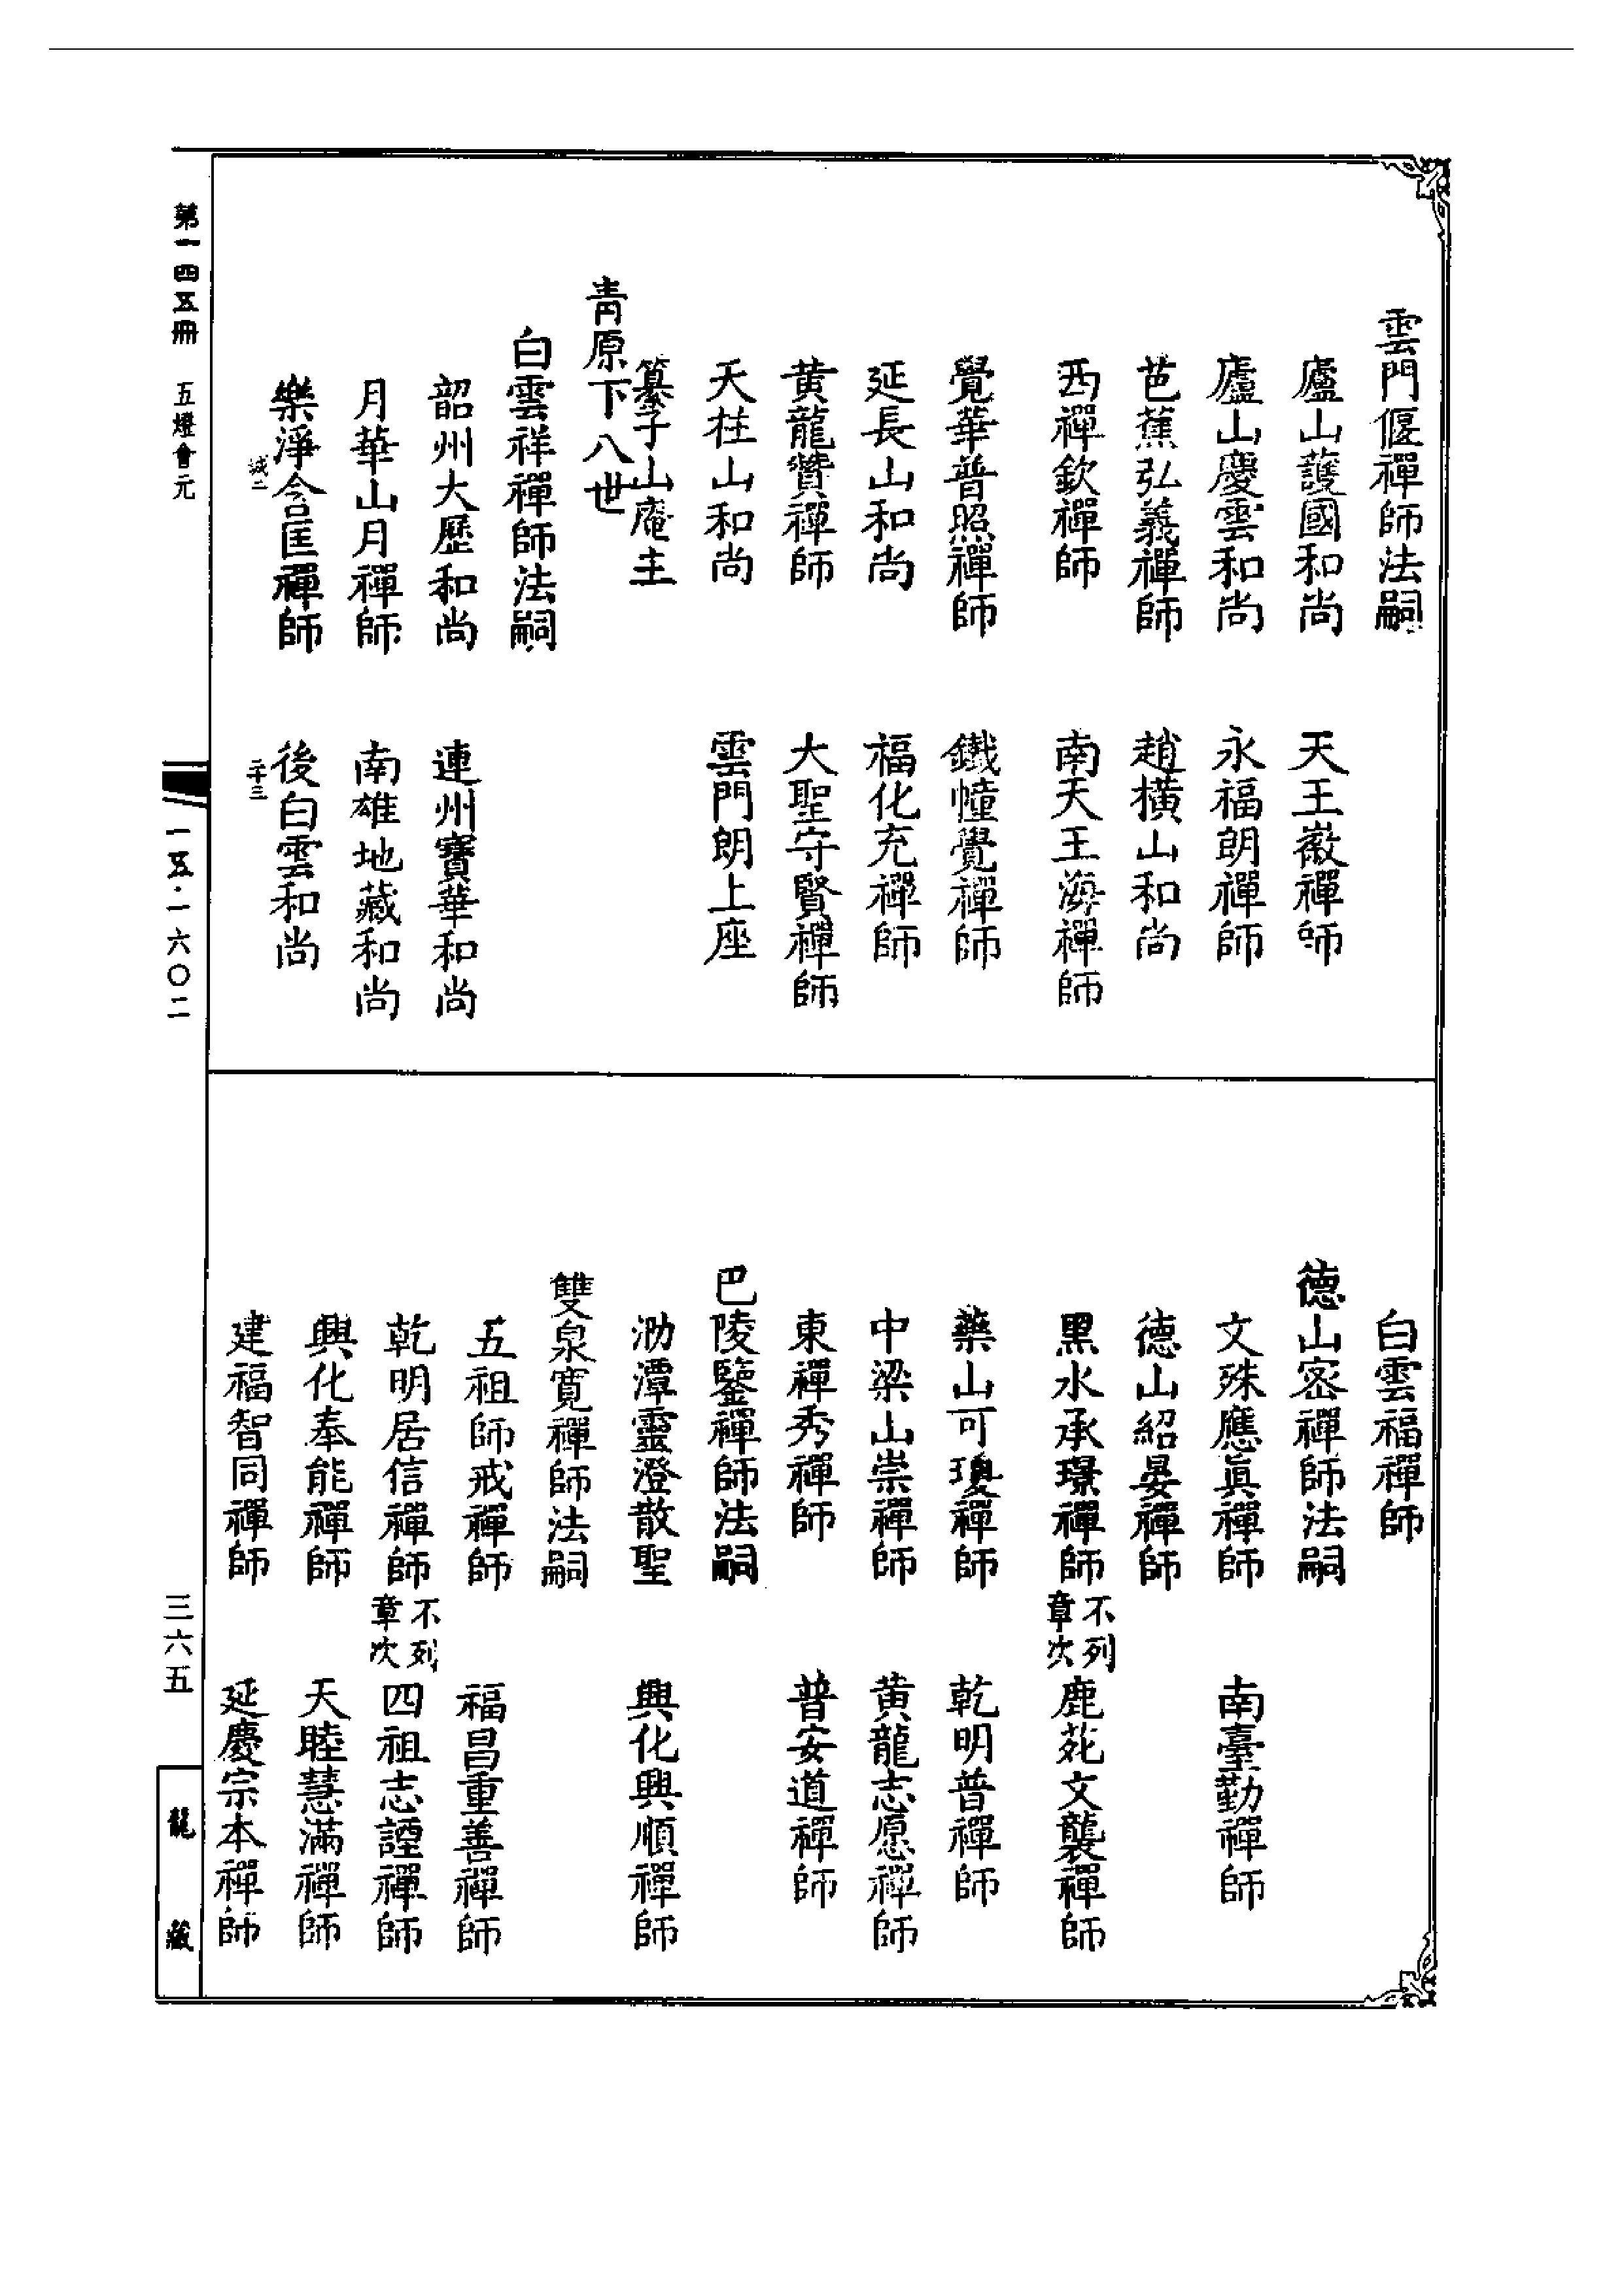 雲門偃禪師法嗣
廬山護國和尚　天王徽禪師
廬山慶雲和尚　永福朗禪師
芭蕉弘義禪師　趙橫山和尚
西禪欽禪師　南天王海禪師
覺華普照禪師　鐵幢覺禪師
延長山和尚　福化充禪師
黃龍贊禪師　大聖守賢禪師
天柱山和尚　雲門朗上座
纂子山庵主
青原下八世
白雲祥禪師法嗣
韶州大歷和尚　連州寶華和尚
月華山月禪師　南雄地藏和尚
樂淨含匡禪師　後白雲和尚
誠二　二十三
白雲福禪師
德山密禪師法嗣
文殊應眞禪師　南臺勤禪師
德山紹晏禪師
黑水承璟禪師　不列章次　鹿苑文襲禪師
藥山可瓊禪師　乾明普禪師
中梁山崇禪師　黃龍志愿禪師
東禪秀禪師　普安道禪師
巴陵鑒禪師法嗣
泐潭靈澄散聖　興化興順禪師
雙泉寬禪師法嗣
五祖師戒禪師　福昌重善禪師
乾明居信禪師　不列章次　四祖志諲禪師
興化奉能禪師　天睦慧滿禪師
建福智同禪師　延慶宗本禪師
第一四五冊　五燈會元
一五·一六〇二
三六五
龍藏